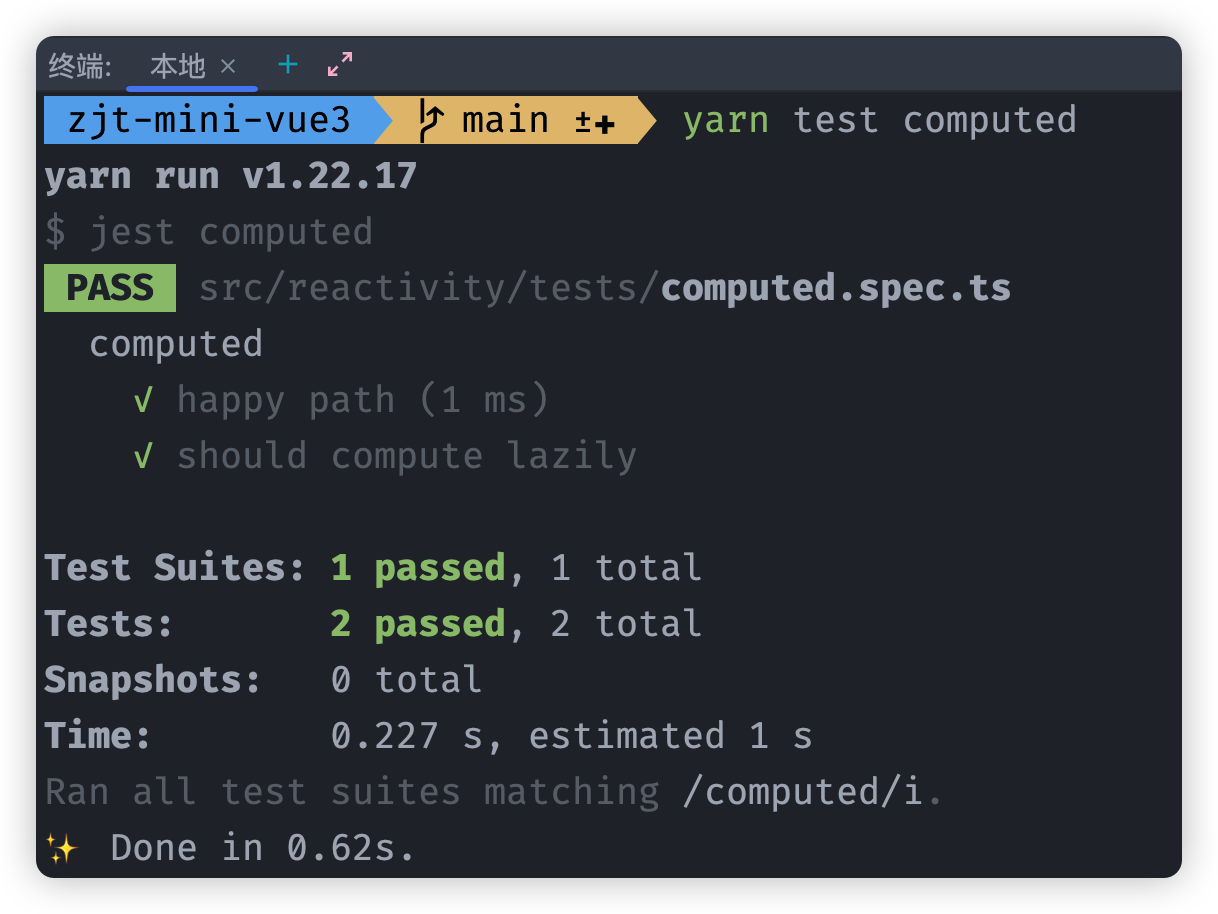 终端: 本地 × +
zjt-mini-vue3 main ±✚ yarn test computed
yarn run v1.22.17
$ jest computed
PASS src/reactivity/tests/computed.spec.ts
computed
√ happy path (1 ms)
√ should compute lazily
Test Suites: 1 passed, 1 total
Tests: 2 passed, 2 total
Snapshots: 0 total
Time: 0.227 s, estimated 1 s
Ran all test suites matching /computed/i.
✨ Done in 0.62s.